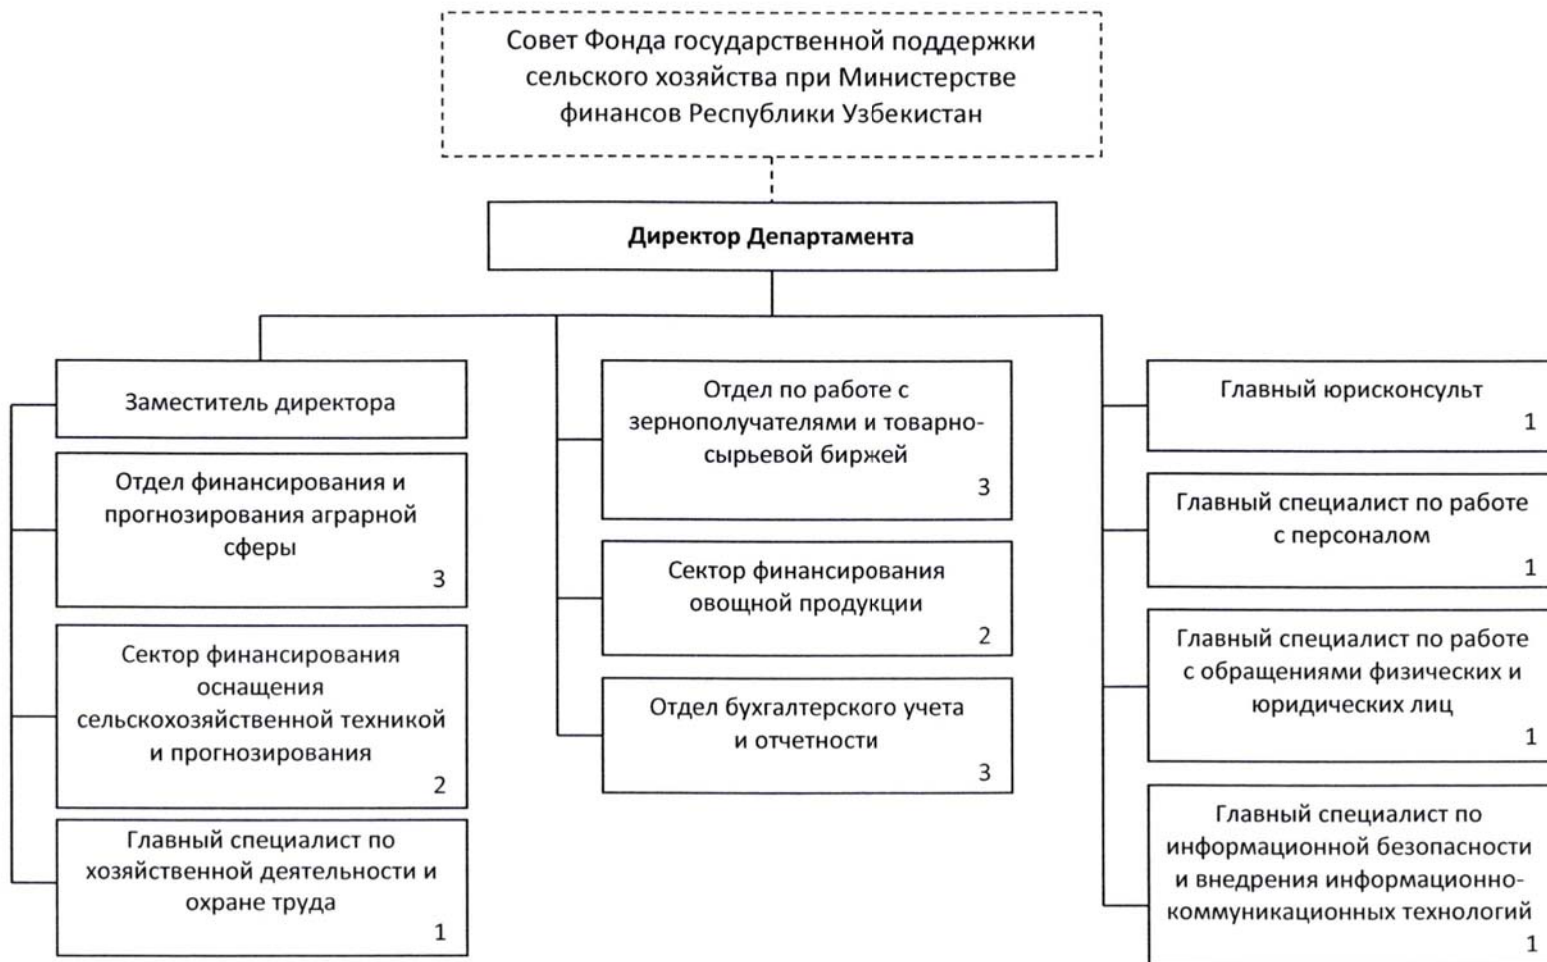 Совет Фонда государственной поддержки
сельского хозяйства при Министерстве
финансов Республики Узбекистан
Директор Департамента
Заместитель директора
Отдел финансирования и
прогнозирования аграрной
сферы
3
Сектор финансирования
оснащения
сельскохозяйственной техникой
и прогнозирования
2
Главный специалист по
хозяйственной деятельности и
охране труда
1
Отдел по работе с
зернополучателями и товарно-
сырьевой биржей
3
Сектор финансирования
овощной продукции
2
Отдел бухгалтерского учета
и отчетности
3
Главный юрисконсульт
1
Главный специалист по работе
с персоналом
1
Главный специалист по работе
с обращениями физических и
юридических лиц
1
Главный специалист по
информационной безопасности
и внедрения информационно-
коммуникационных технологий
1